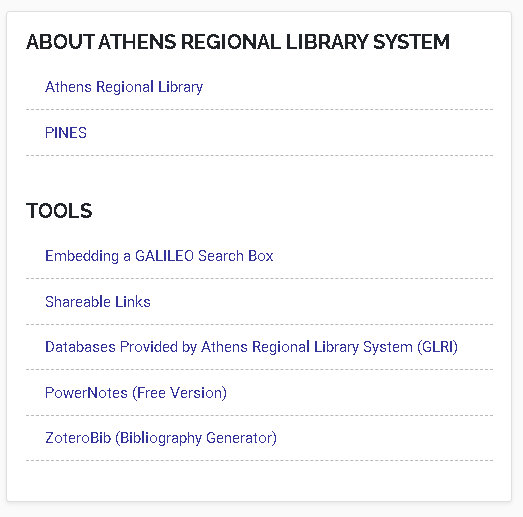 ABOUT ATHENS REGIONAL LIBRARY SYSTEM
Athens Regional Library
PINES
TOOLS
Embedding a GALILEO Search Box
Shareable Links
Databases Provided by Athens Regional Library System (GLRI)
PowerNotes (Free Version)
ZoteroBib (Bibliography Generator)